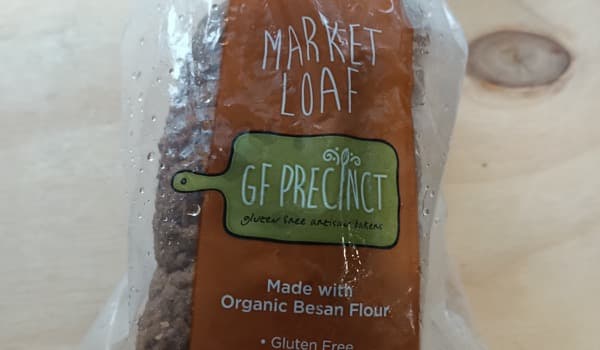 MARKET
LOAF
GF PRECINCT
gluten free artisan bakers
Made with
Organic Besan Flour
• Gluten Free